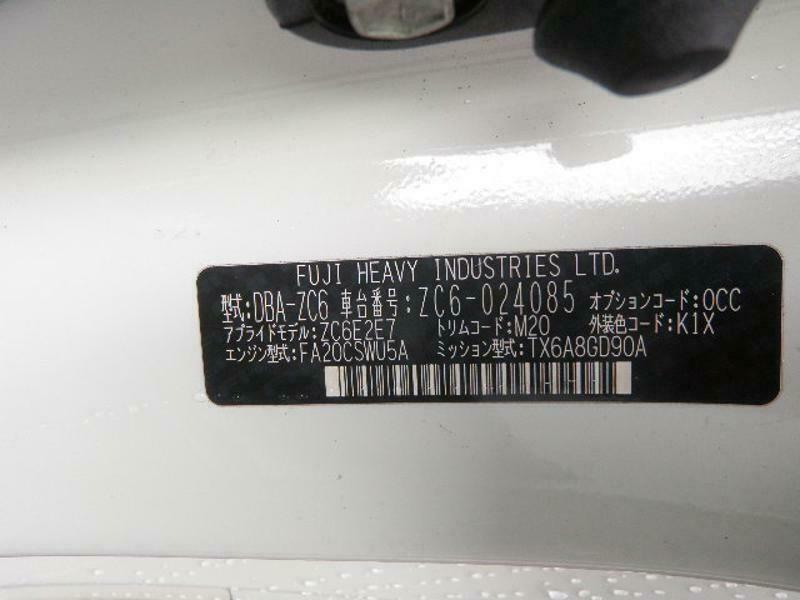 FUJI HEAVY INDUSTRIES LTD.
型式:DBA-ZC6 車台番号:ZC6-024085 オプションコード:OCC
アプライドモデル:ZC6E2E7 トリムコード:M20 外装色コード:K1X
エンジン型式:FA20CSWU5A ミッション型式:TX6A8GD90A